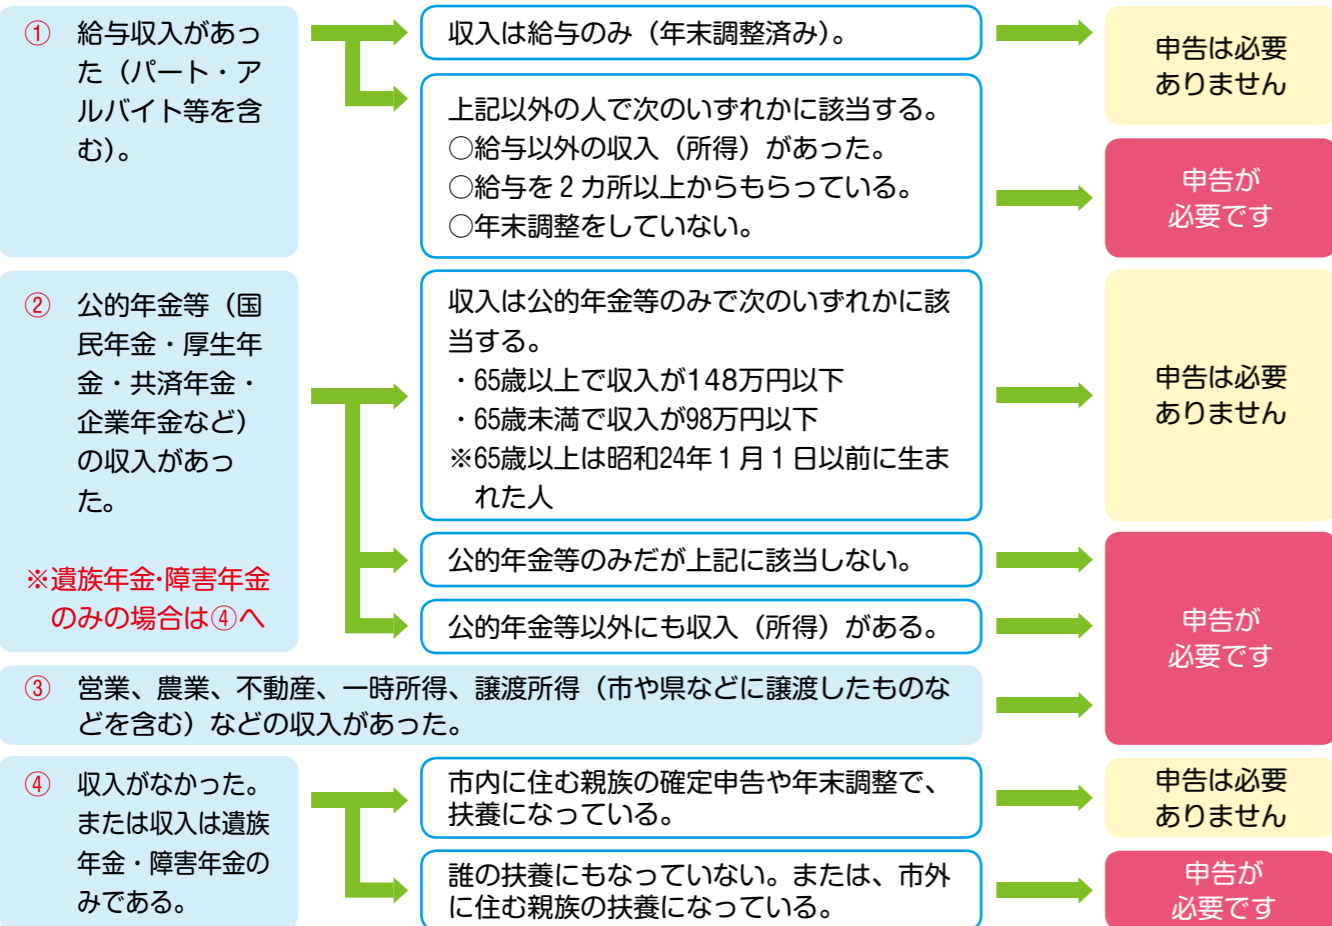 ① 給与収入があっ
た（パート・ア
ルバイト等を含
む）。
収入は給与のみ（年末調整済み）。
申告は必要
ありません
上記以外の人で次のいずれかに該当する。
○給与以外の収入（所得）があった。
○給与を２カ所以上からもらっている。
○年末調整をしていない。
申告が
必要です
② 公的年金等（国
民年金・厚生年
金・共済年金・
企業年金など）
の収入があっ
た。
※遺族年金・障害年金
のみの場合は④へ
収入は公的年金等のみで次のいずれかに該
当する。
・65歳以上で収入が148万円以下
・65歳未満で収入が98万円以下
※65歳以上は昭和24年１月１日以前に生ま
れた人
申告は必要
ありません
公的年金等のみだが上記に該当しない。
公的年金等以外にも収入（所得）がある。
申告が
必要です
③ 営業、農業、不動産、一時所得、譲渡所得（市や県などに譲渡したものな
どを含む）などの収入があった。
④ 収入がなかった。
または収入は遺族
年金・障害年金の
みである。
市内に住む親族の確定申告や年末調整で、
扶養になっている。
申告は必要
ありません
誰の扶養にもなっていない。または、市外
に住む親族の扶養になっている。
申告が
必要です